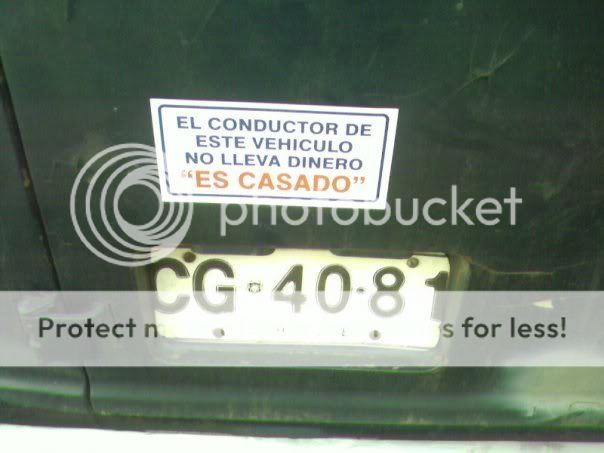 EL CONDUCTOR DE
ESTE VEHICULO
NO LLEVA DINERO
"ES CASADO"
photobucket
CG 40-81
Protect m s for less!